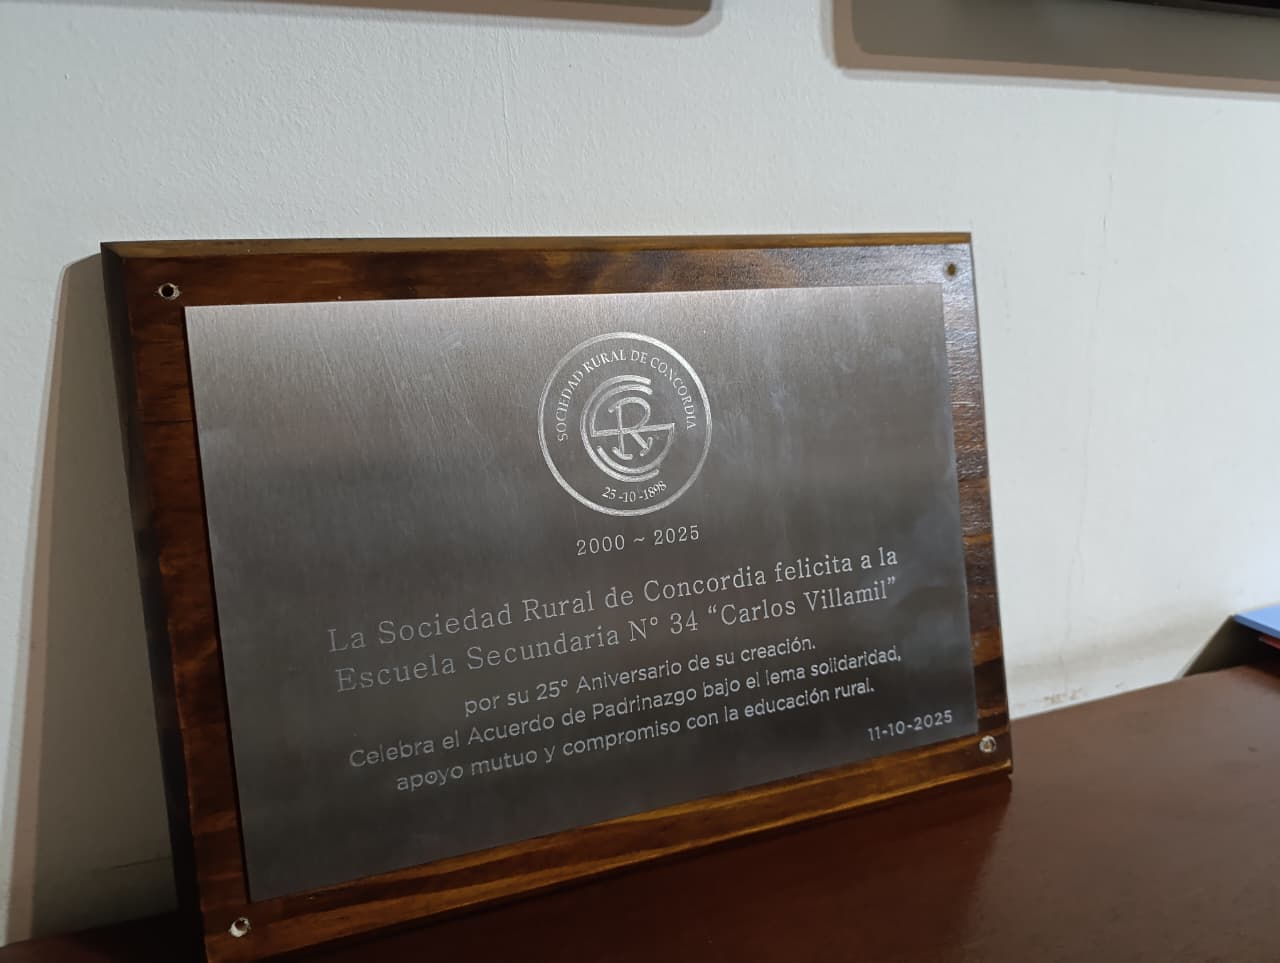 SOCIEDAD RURAL DE CONCORDIA
SRC
25-10-1898
2000 ~ 2025
La Sociedad Rural de Concordia felicita a la
Escuela Secundaria N° 34 “Carlos Villamil”
por su 25° Aniversario de su creación.
Celebra el Acuerdo de Padrinazgo bajo el lema solidaridad,
apoyo mutuo y compromiso con la educación rural.
11-10-2025